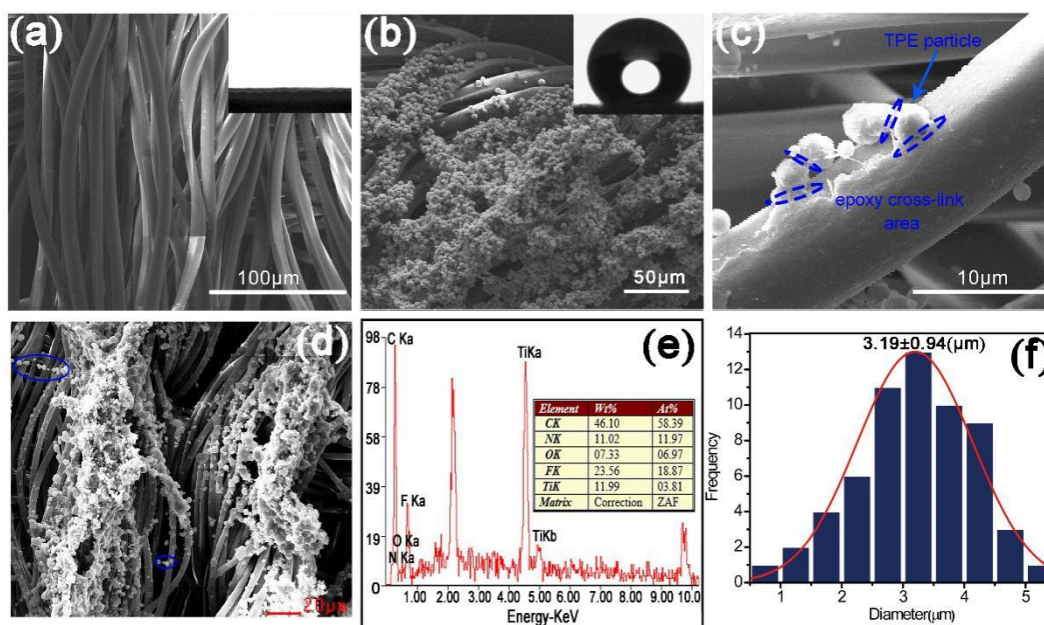 (a)
100μm
(b)
50μm
(c)
TPE particle
epoxy cross-link
area
10μm
(d)
20μm
(e)
98
78
58
39
19
0
C Ka
F Ka
O Ka
N Ka
TiKa
TiKb
Element Wt% At%
CK 46.10 58.39
NK 11.02 11.97
OK 07.33 06.97
FK 23.56 18.87
TiK 11.99 03.81
Matrix Correction ZAF
1.00 2.00 3.00 4.00 5.00 6.00 7.00 8.00 9.00 10.0
Energy-KeV
(f)
3.19±0.94(μm)
14
12
10
8
6
4
2
0
Frequency
1 2 3 4 5
Diameter(μm)